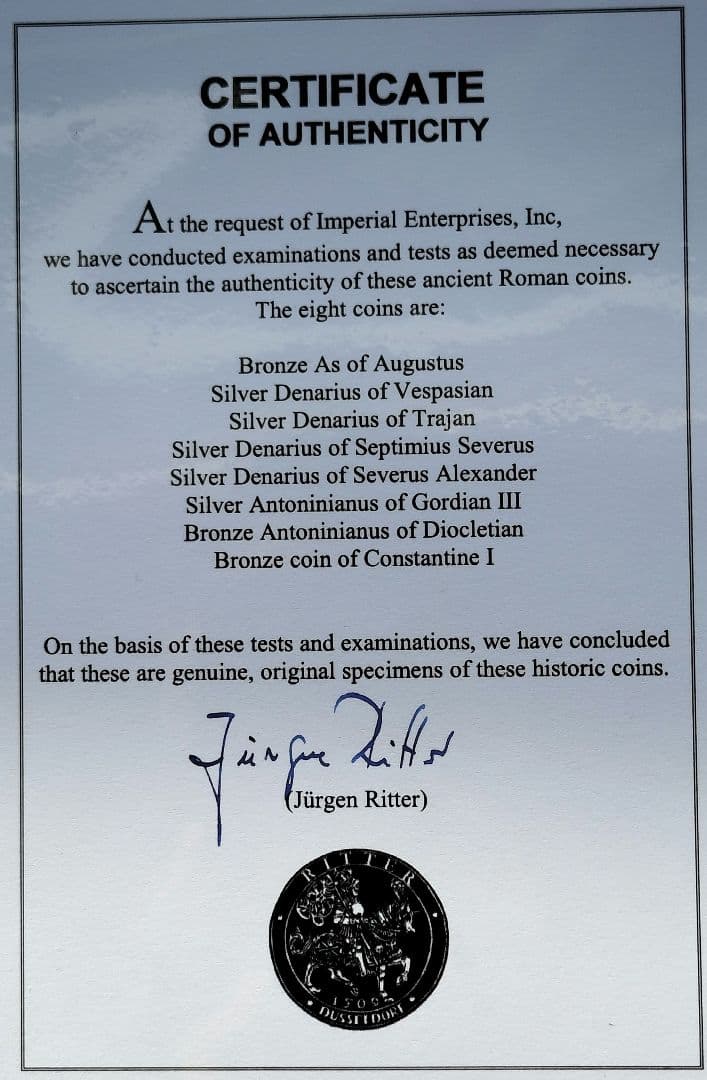 CERTIFICATE
OF AUTHENTICITY
At the request of Imperial Enterprises, Inc,
we have conducted examinations and tests as deemed necessary
to ascertain the authenticity of these ancient Roman coins.
The eight coins are:
Bronze As of Augustus
Silver Denarius of Vespasian
Silver Denarius of Trajan
Silver Denarius of Septimius Severus
Silver Denarius of Severus Alexander
Silver Antoninianus of Gordian III
Bronze Antoninianus of Diocletian
Bronze coin of Constantine I
On the basis of these tests and examinations, we have concluded
that these are genuine, original specimens of these historic coins.
Jürgen Ritter
(Jürgen Ritter)
RITTER
DUSSELDORF